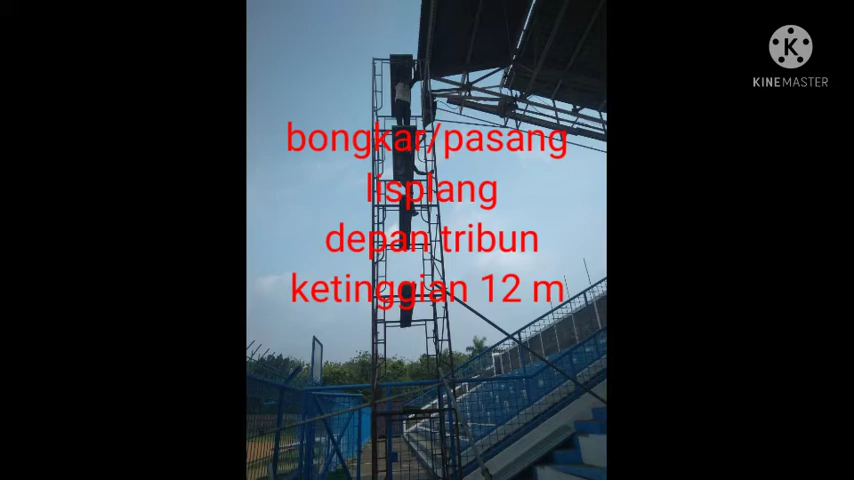 KINEMASTER
bongkar/pasang
lisplang
depan tribun
ketinggian 12 m